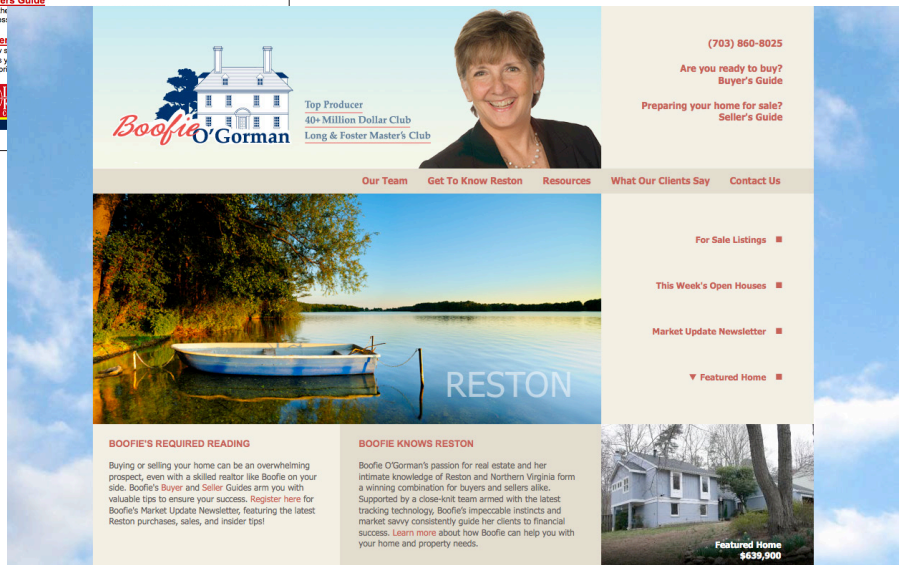 ers Guide
(703) 860-8025
Are you ready to buy?
Buyer's Guide
Preparing your home for sale?
Seller's Guide
Boofie
O'Gorman
Top Producer
40+Million Dollar Club
Long & Foster Master's Club
Our Team Get To Know Reston Resources What Our Clients Say Contact Us
For Sale Listings
This Week's Open Houses
Market Update Newsletter
▼ Featured Home
RESTON
BOOFIE'S REQUIRED READING
Buying or selling your home can be an overwhelming
prospect, even with a skilled realtor like Boofie on your
side. Boofie's Buyer and Seller Guides arm you with
valuable tips to ensure your success. Register here for
Boofie's Market Update Newsletter, featuring the latest
Reston purchases, sales, and insider tips!
BOOFIE KNOWS RESTON
Boofie O'Gorman's passion for real estate and her
intimate knowledge of Reston and Northern Virginia form
a winning combination for buyers and sellers alike.
Supported by a close-knit team armed with the latest
tracking technology, Boofie's impeccable instincts and
market savvy consistently guide her clients to financial
success. Learn more about how Boofie can help you with
your home and property needs.
Featured Home
$639,900